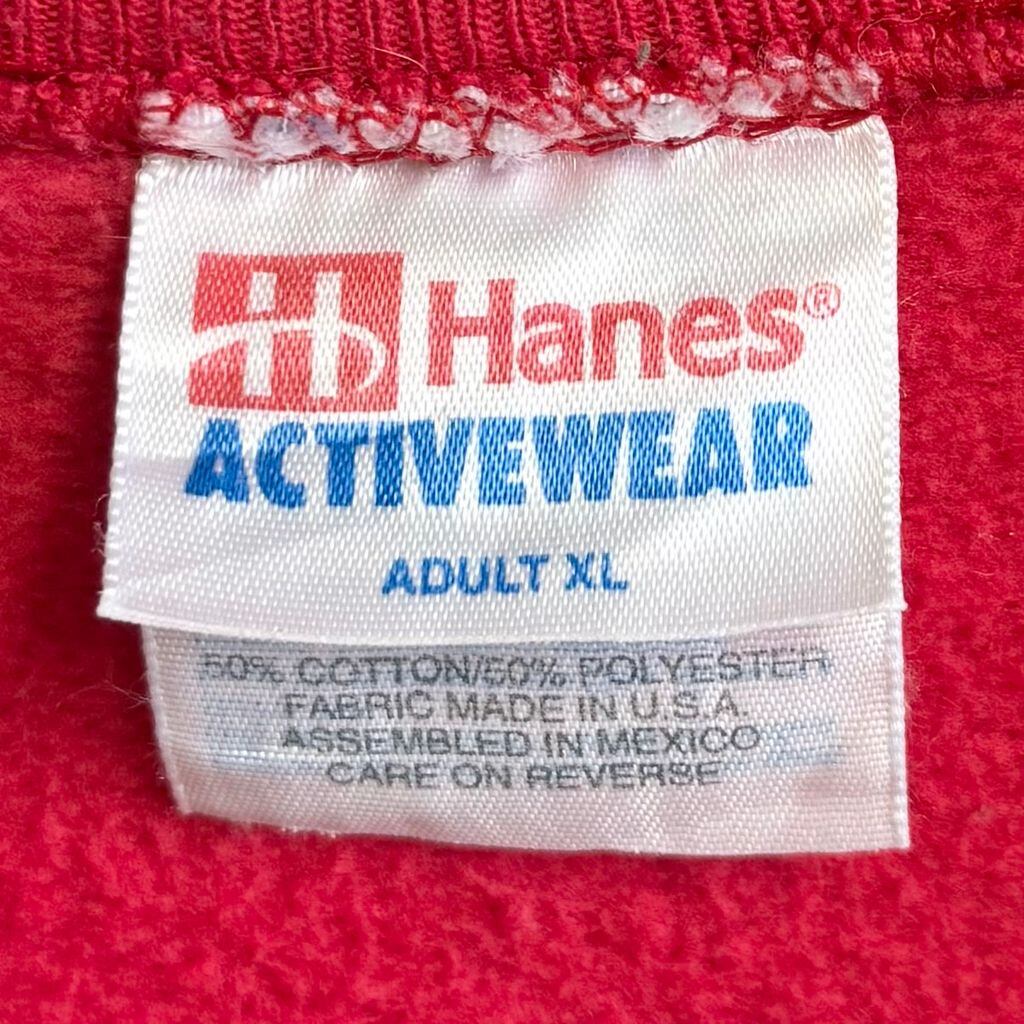 Hanes®
ACTIVEWEAR
ADULT XL
50% COTTON/50% POLYESTER
FABRIC MADE IN U.S.A.
ASSEMBLED IN MEXICO
CARE ON REVERSE